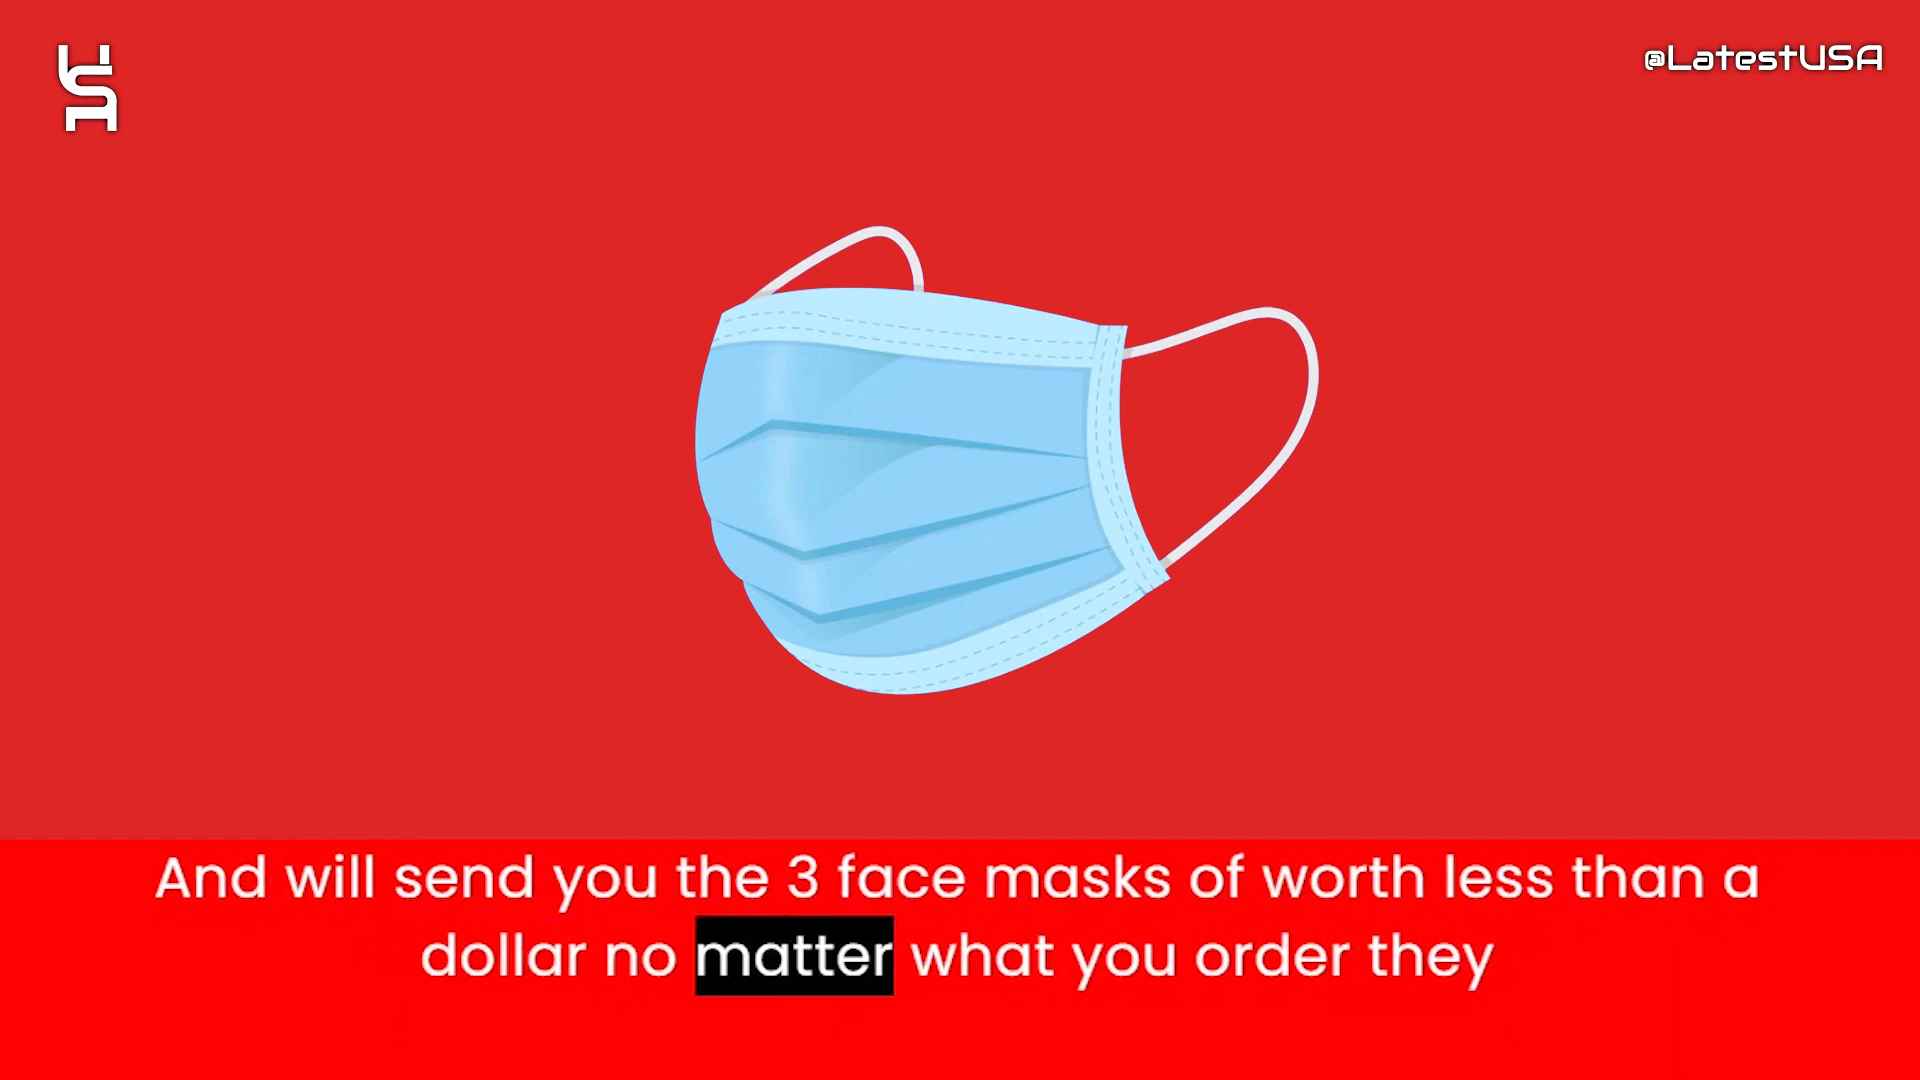 USA
@LatestUSA
And will send you the 3 face masks of worth less than a
dollar no matter what you order they